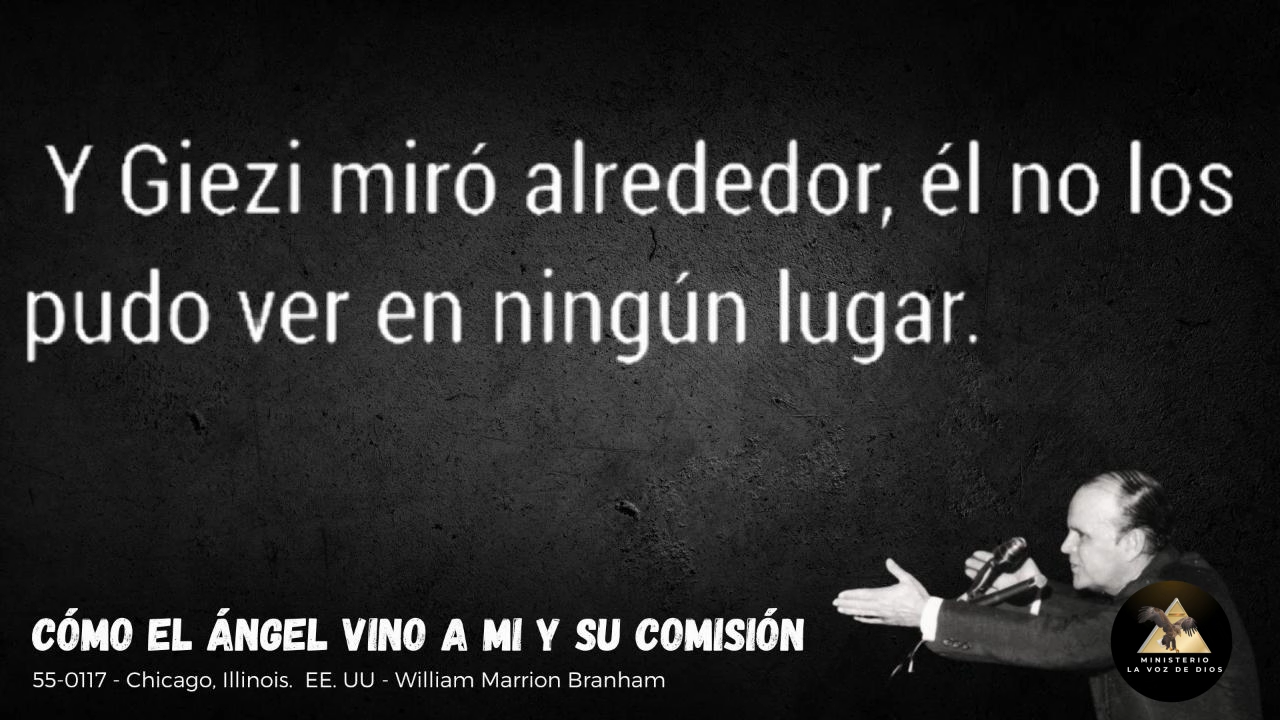 Y Giezi miró alrededor, él no los
pudo ver en ningún lugar.
CÓMO EL ÁNGEL VINO A MI Y SU COMISIÓN
55-0117 - Chicago, Illinois. EE. UU - William Marrion Branham
MINISTERIO
LA VOZ DE DIOS